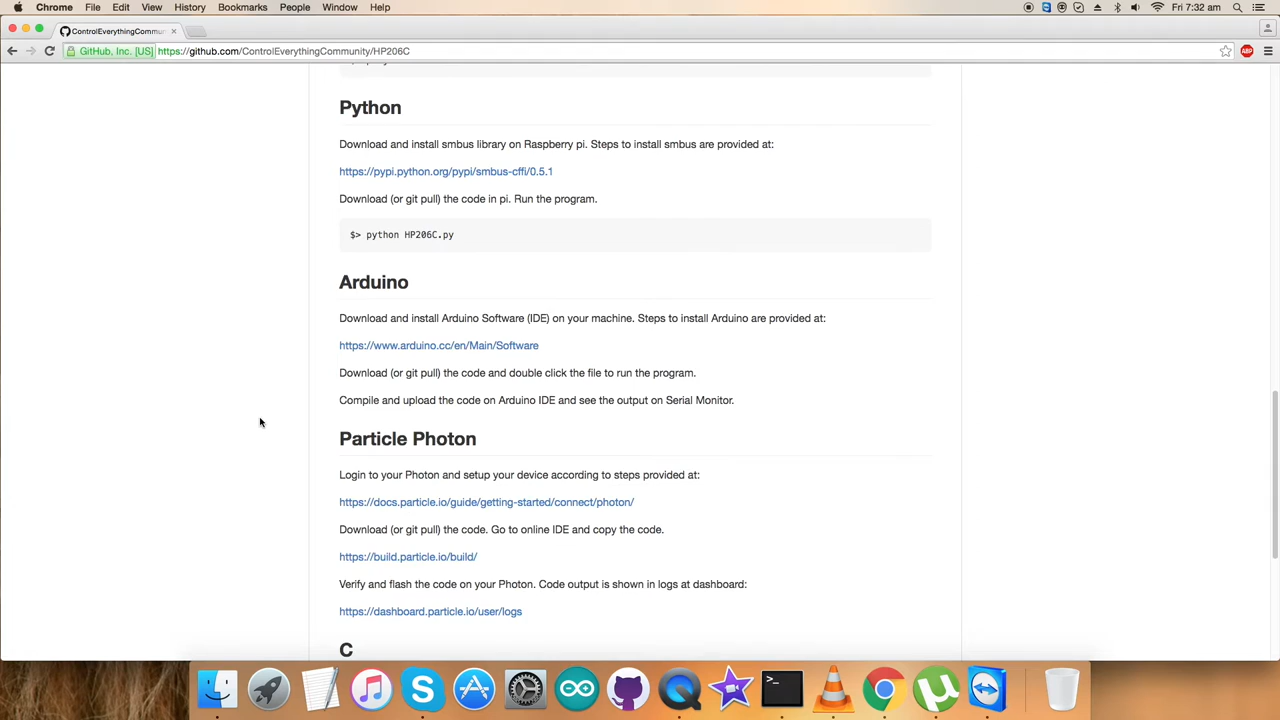 Chrome File Edit View History Bookmarks People Window Help Fri 7:32 am
ControlEverythingCommu
GitHub, Inc. [US] https://github.com/ControlEverythingCommunity/HP206C
ABP
Python
Download and install smbus library on Raspberry pi. Steps to install smbus are provided at:
https://pypi.python.org/pypi/smbus-cffi/0.5.1
Download (or git pull) the code in pi. Run the program.
$> python HP206C.py
Arduino
Download and install Arduino Software (IDE) on your machine. Steps to install Arduino are provided at:
https://www.arduino.cc/en/Main/Software
Download (or git pull) the code and double click the file to run the program.
Compile and upload the code on Arduino IDE and see the output on Serial Monitor.
Particle Photon
Login to your Photon and setup your device according to steps provided at:
https://docs.particle.io/guide/getting-started/connect/photon/
Download (or git pull) the code. Go to online IDE and copy the code.
https://build.particle.io/build/
Verify and flash the code on your Photon. Code output is shown in logs at dashboard:
https://dashboard.particle.io/user/logs
C